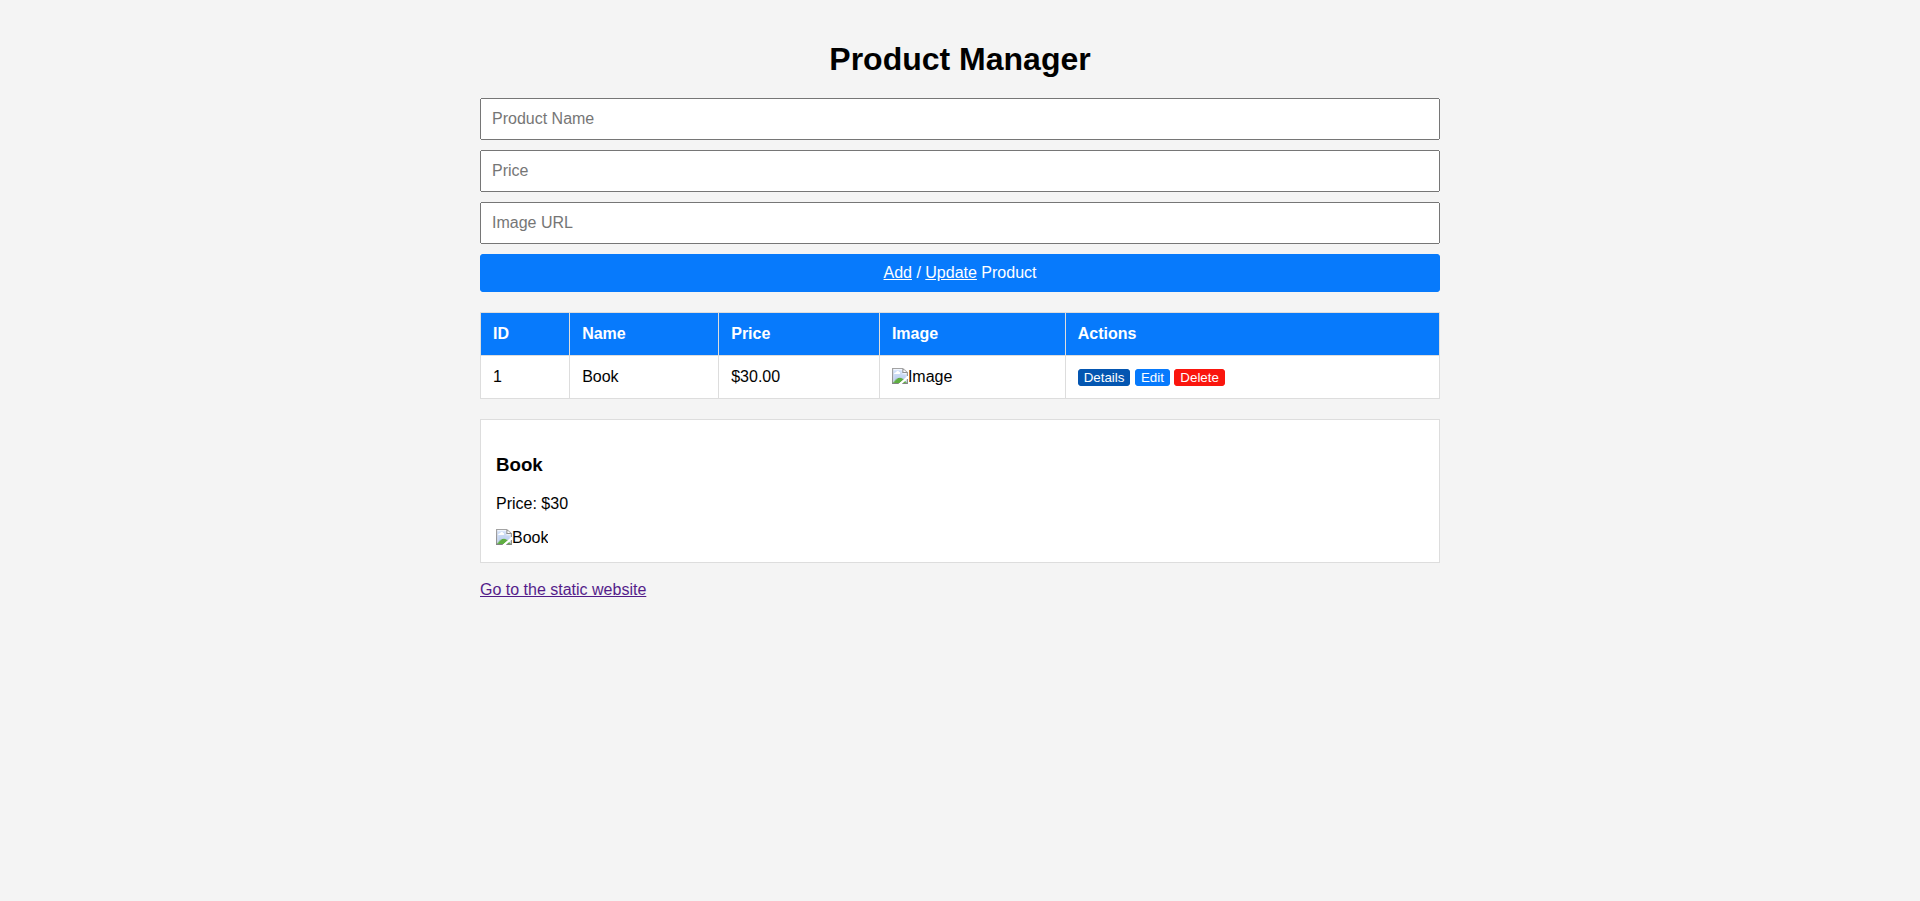 Product Manager
Product Name
Price
Image URL
Add / Update Product
ID Name Price Image Actions
1 Book $30.00 Image Details Edit Delete
Book
Price: $30
Book
Go to the static website